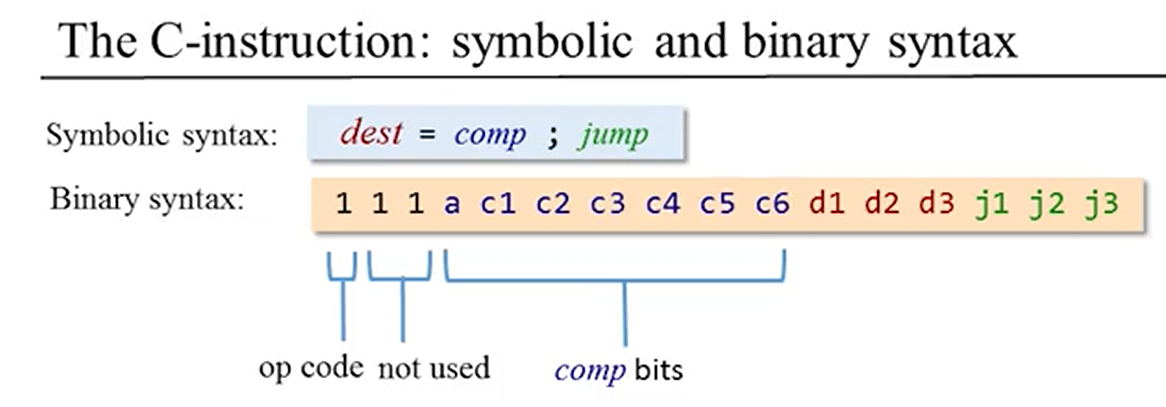 The C-instruction: symbolic and binary syntax
Symbolic syntax: dest = comp ; jump
Binary syntax: 1 1 1 a c1 c2 c3 c4 c5 c6 d1 d2 d3 j1 j2 j3
op code not used comp bits